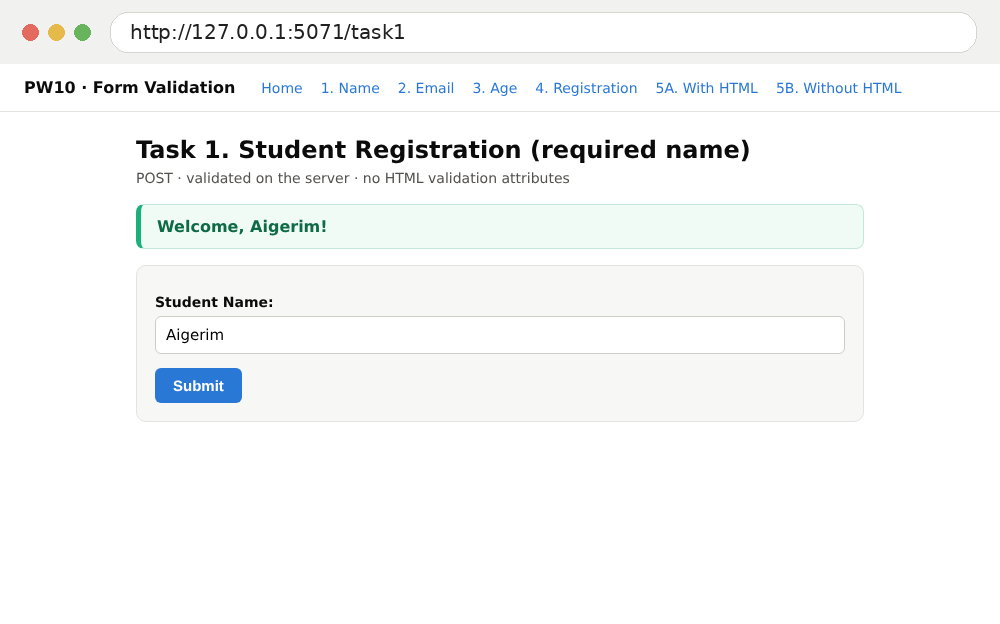 http://127.0.0.1:5071/task1
PW10 · Form Validation Home 1. Name 2. Email 3. Age 4. Registration 5A. With HTML 5B. Without HTML
Task 1. Student Registration (required name)
POST · validated on the server · no HTML validation attributes
Welcome, Aigerim!
Student Name:
Aigerim
Submit